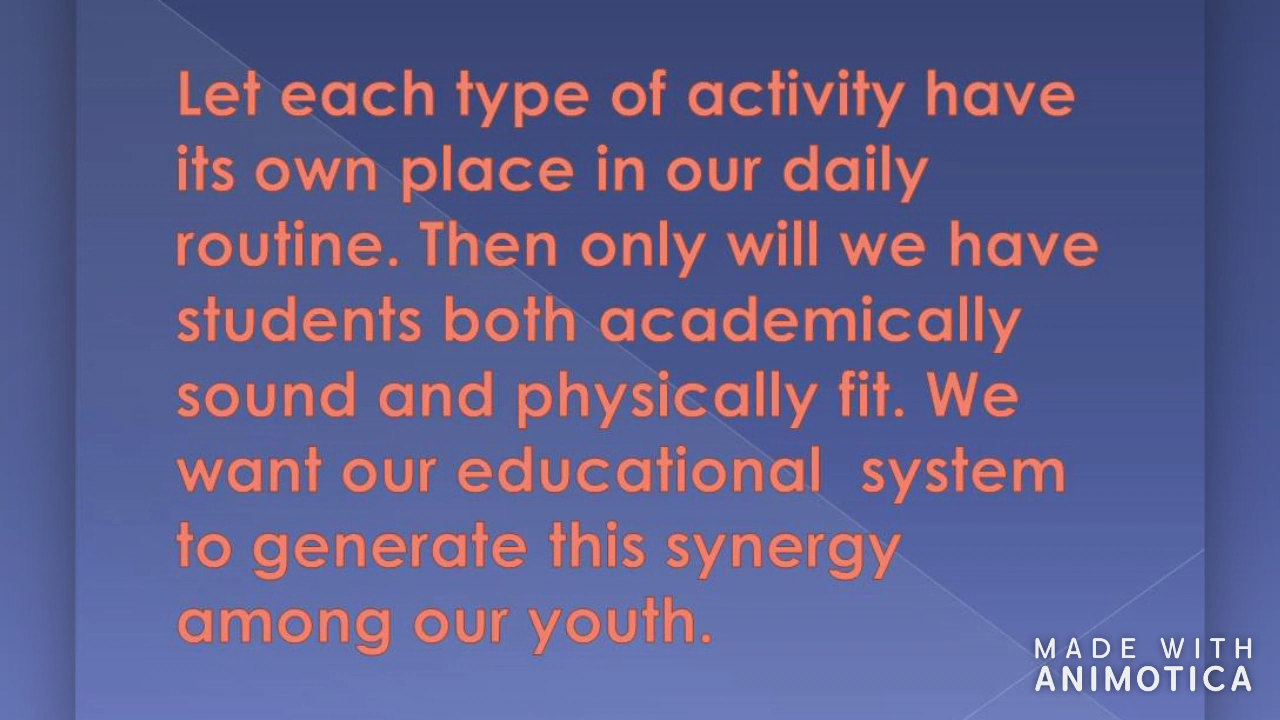 Let each type of activity have
its own place in our daily
routine. Then only will we have
students both academically
sound and physically fit. We
want our educational  system
to generate this synergy
among our youth.
MADE WITH
ANIMOTICA